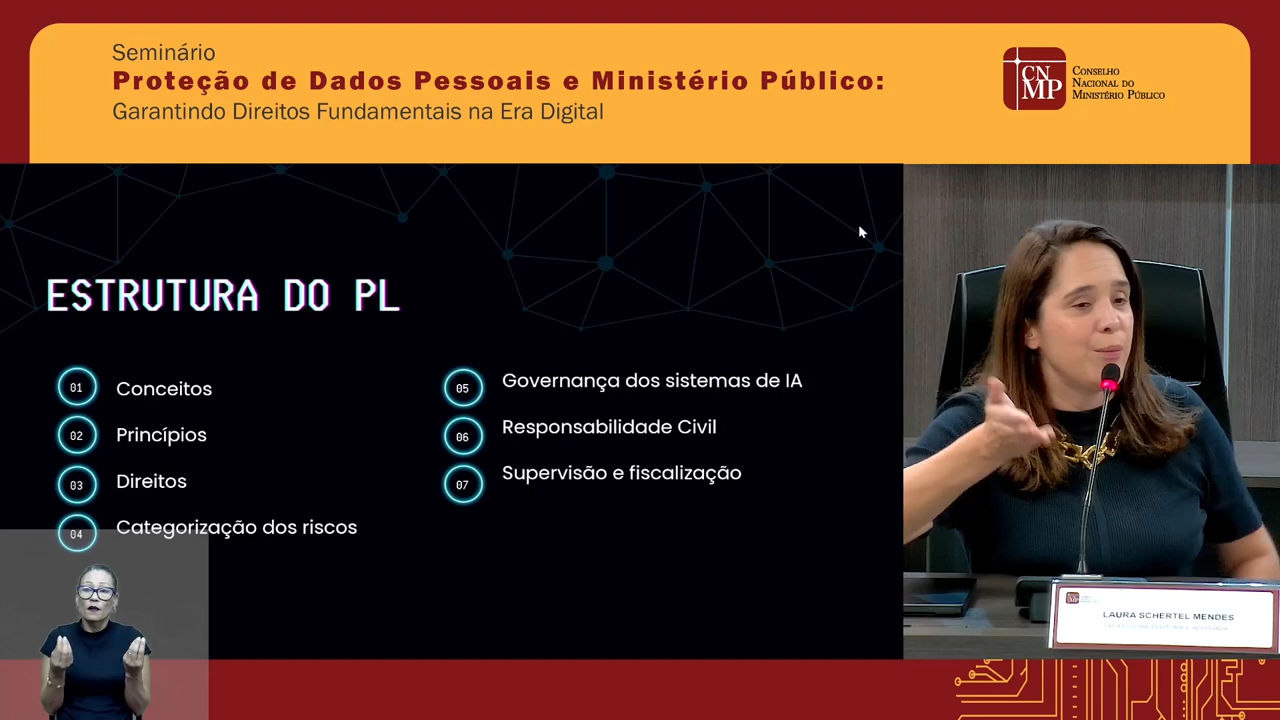 Seminário
Proteção de Dados Pessoais e Ministério Público:
Garantindo Direitos Fundamentais na Era Digital
CN
MP
Conselho
Nacional do
Ministério Público
ESTRUTURA DO PL
01 Conceitos
02 Princípios
03 Direitos
04 Categorização dos riscos
05 Governança dos sistemas de IA
06 Responsabilidade Civil
07 Supervisão e fiscalização
LAURA SCHERTEL MENDES